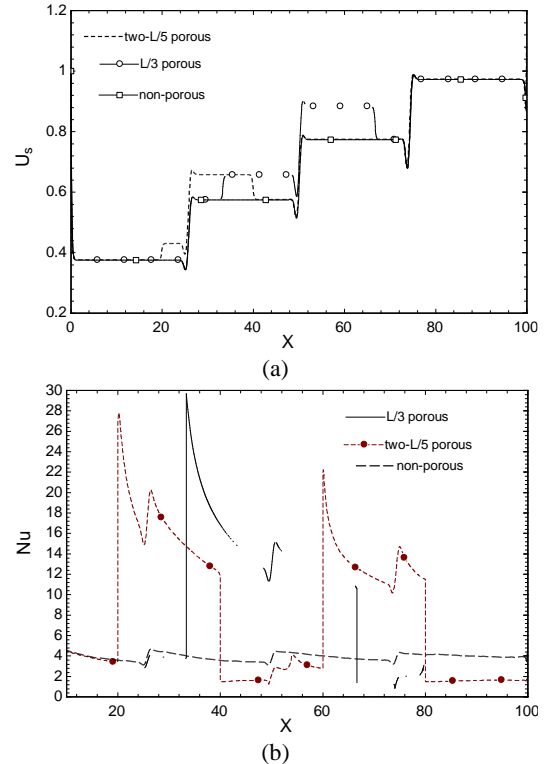 1.2
1
0.8
0.6
0.4
0.2
U_s
two-L/5 porous
L/3 porous
non-porous
0 20 40 60 80 100
X
(a)
30
28
26
24
22
20
18
16
14
12
10
8
6
4
2
0
Nu
L/3 porous
two-L/5 porous
non-porous
20 40 60 80 100
X
(b)